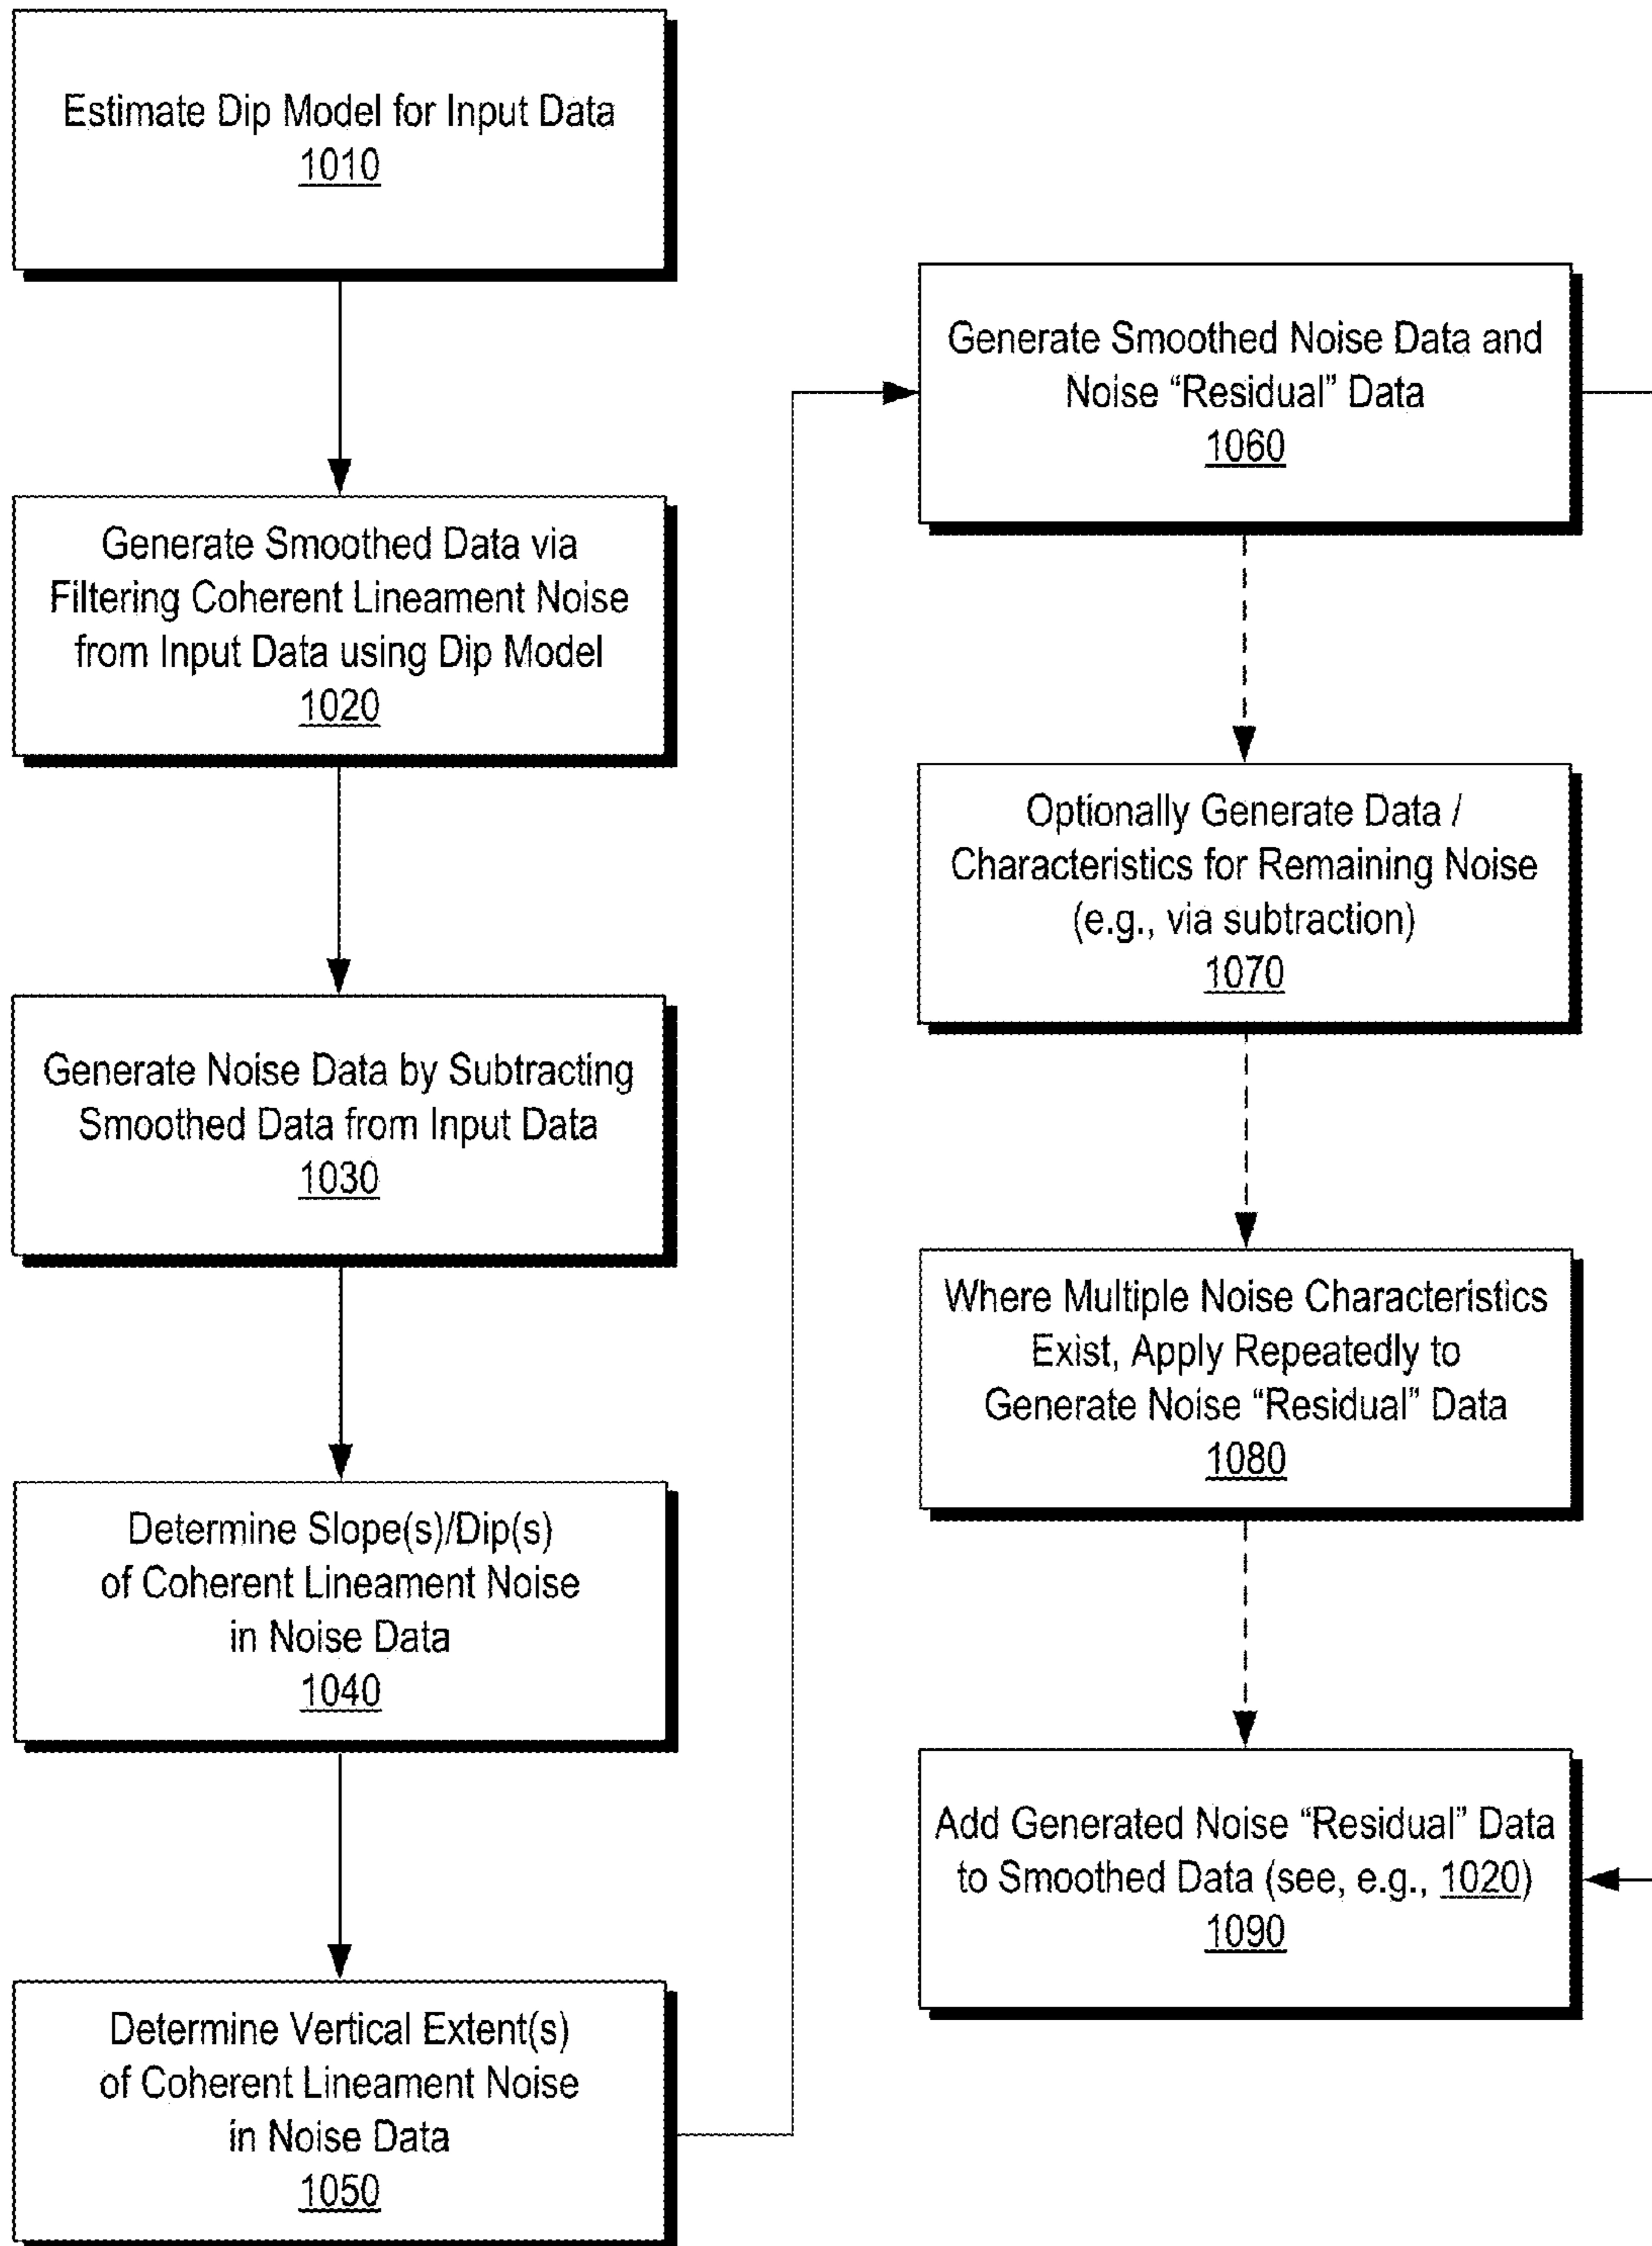 Estimate Dip Model for Input Data
1010
Generate Smoothed Data via
Filtering Coherent Lineament Noise
from Input Data using Dip Model
1020
Generate Noise Data by Subtracting
Smoothed Data from Input Data
1030
Determine Slope(s)/Dip(s)
of Coherent Lineament Noise
in Noise Data
1040
Determine Vertical Extent(s)
of Coherent Lineament Noise
in Noise Data
1050
Generate Smoothed Noise Data and
Noise “Residual” Data
1060
Optionally Generate Data /
Characteristics for Remaining Noise
(e.g., via subtraction)
1070
Where Multiple Noise Characteristics
Exist, Apply Repeatedly to
Generate Noise “Residual” Data
1080
Add Generated Noise “Residual” Data
to Smoothed Data (see, e.g., 1020)
1090